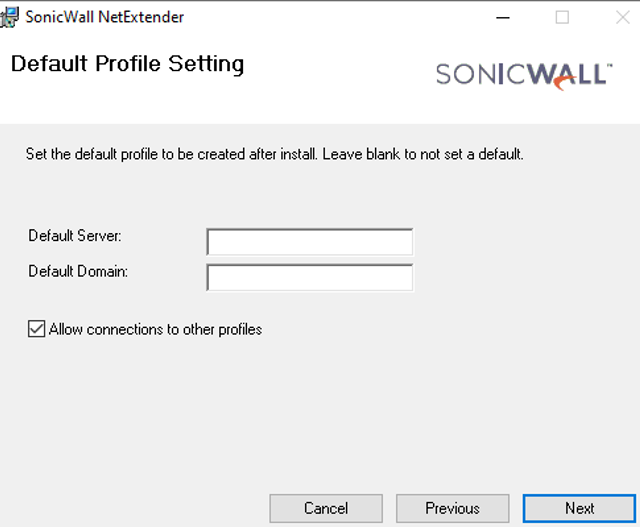 SonicWall NetExtender
Default Profile Setting
SONICWALL™
Set the default profile to be created after install. Leave blank to not set a default.
Default Server:
Default Domain:
Allow connections to other profiles
Cancel Previous Next